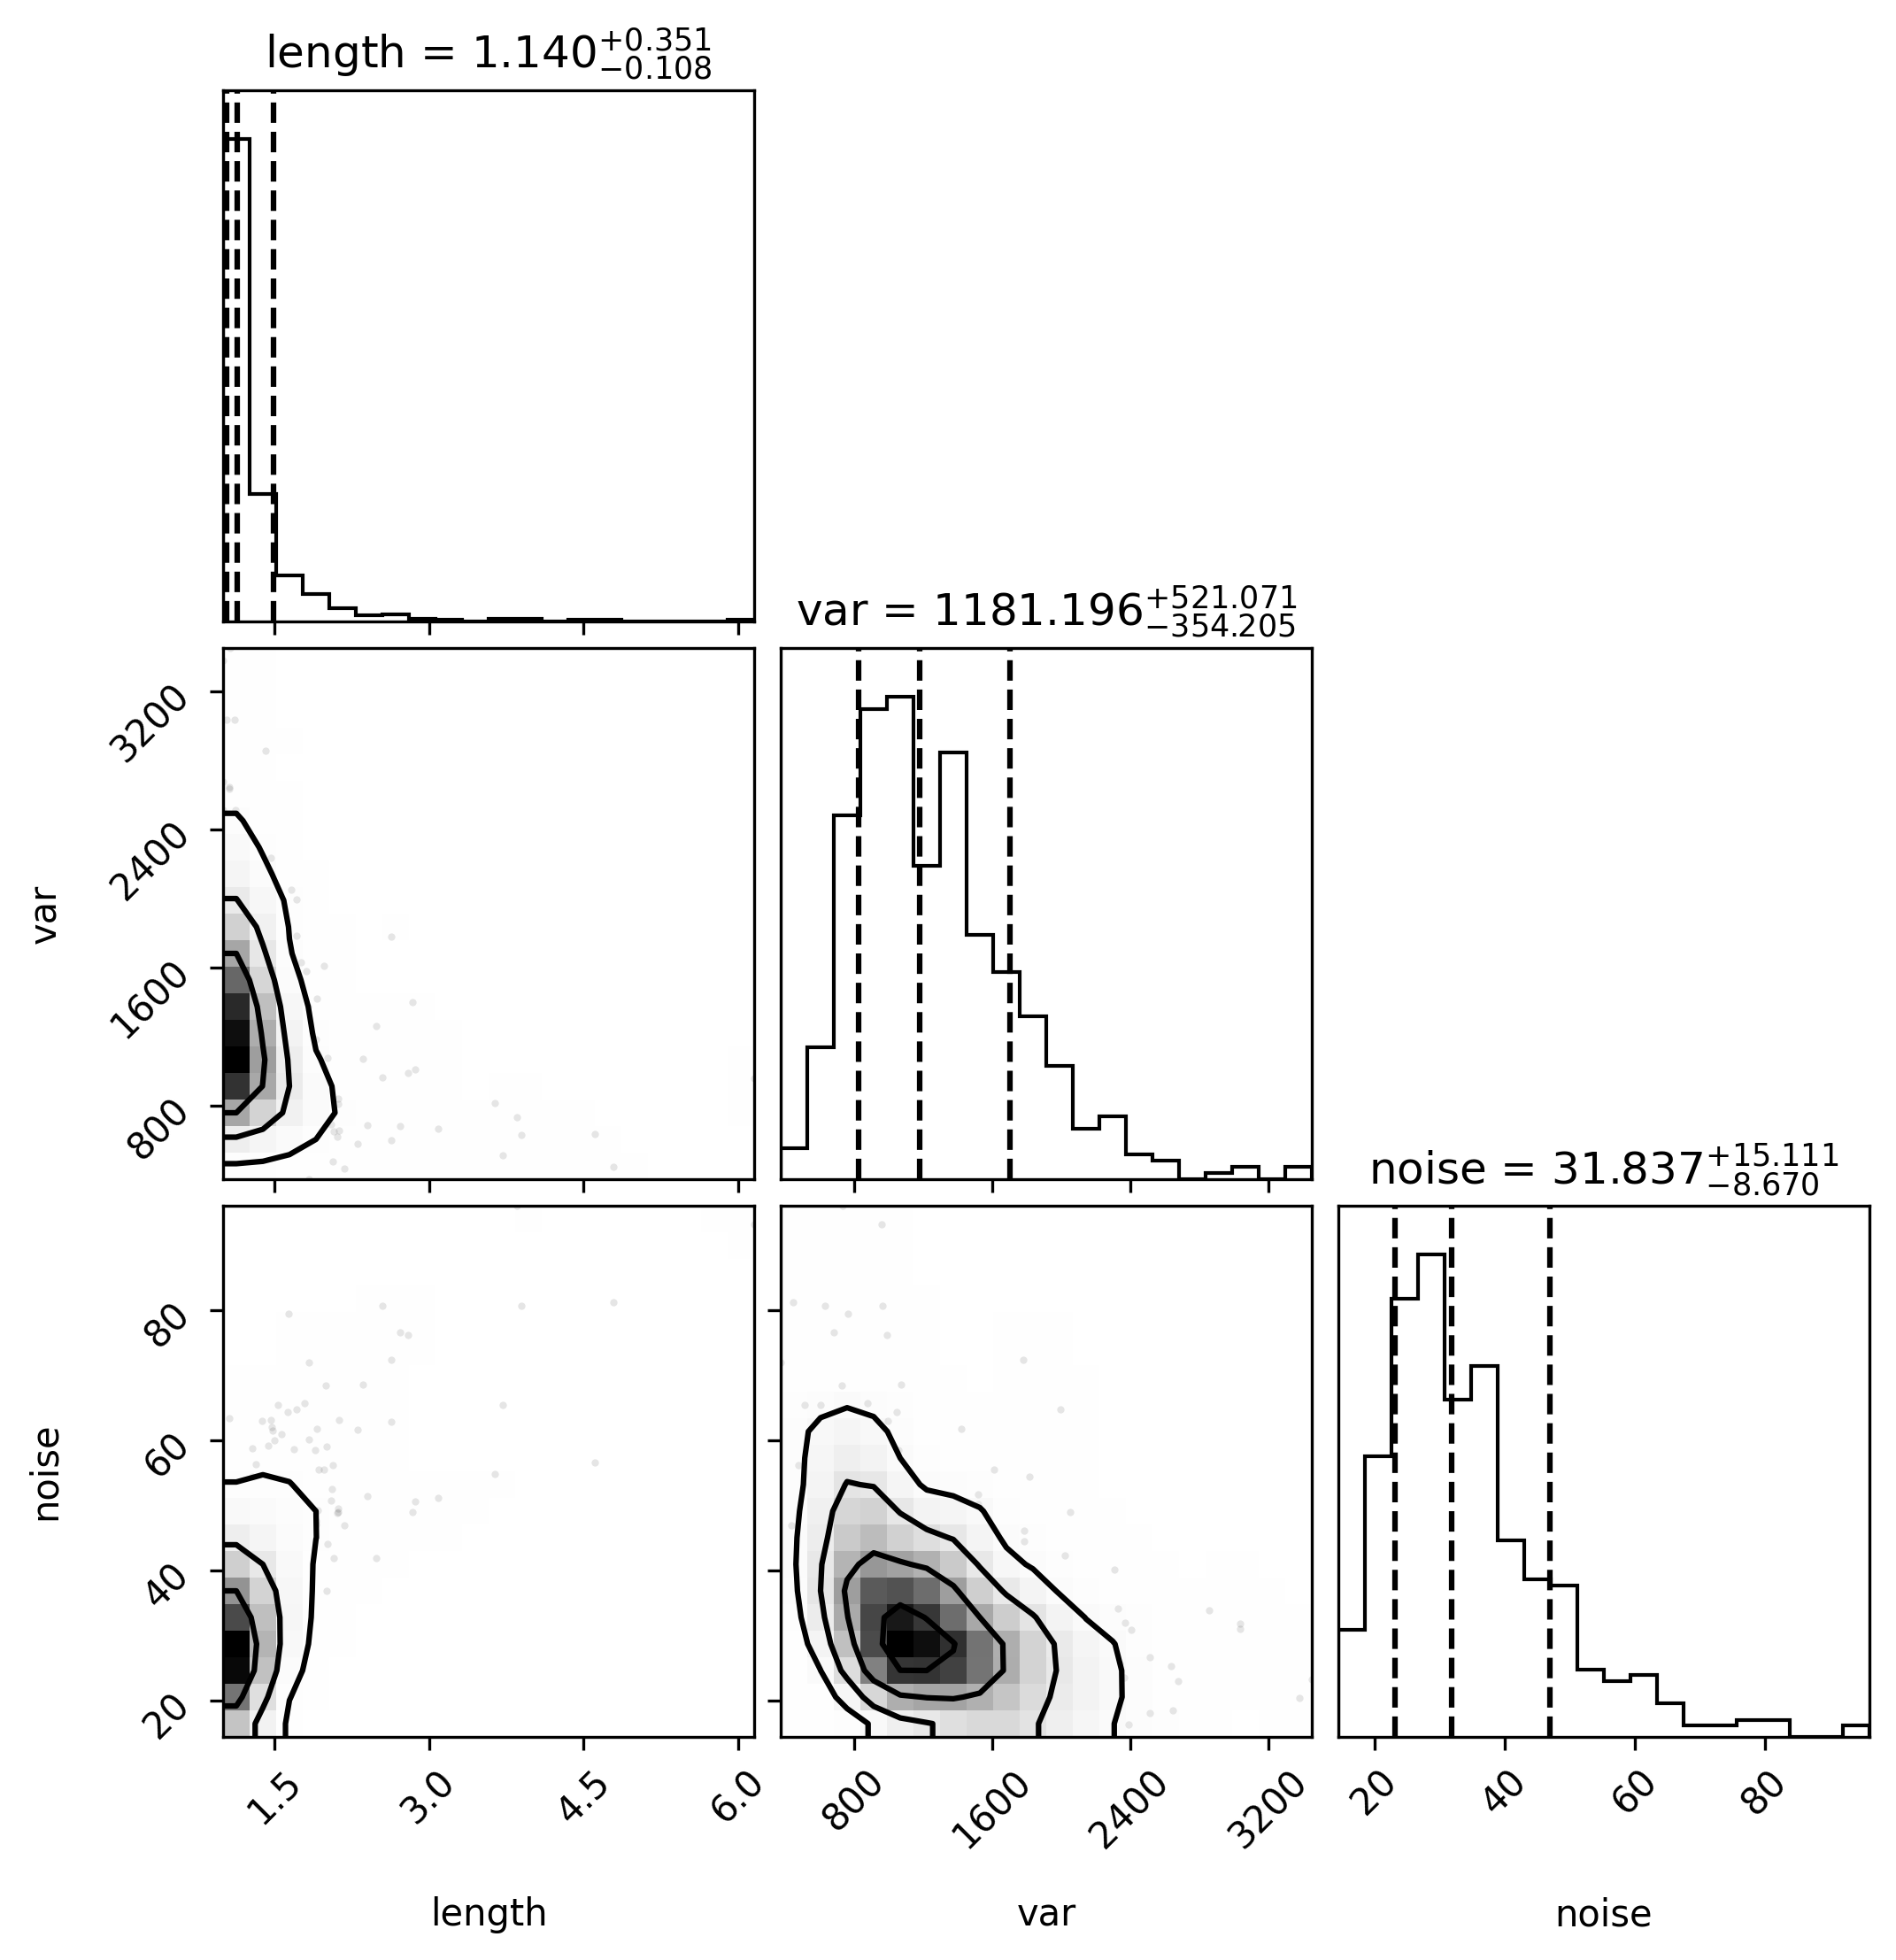 length = 1.140+0.351−0.108
var = 1181.196+521.071−354.205
3200
2400
1600
800
var
noise = 31.837+15.111−8.670
80
60
40
20
noise
1.5 3.0 4.5 6.0 800 1600 2400 3200 20 40 60 80
length var noise